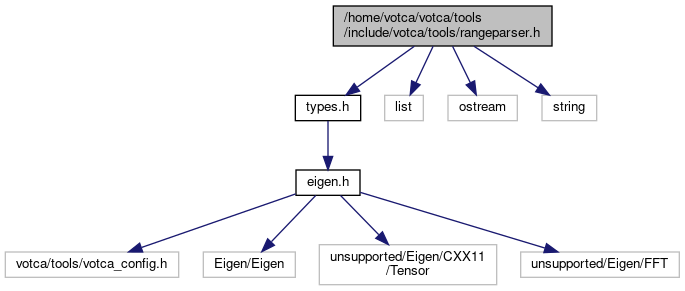 /home/votca/votca/tools
/include/votca/tools/rangeparser.h
types.h
list
ostream
string
eigen.h
votca/tools/votca_config.h
Eigen/Eigen
unsupported/Eigen/CXX11
/Tensor
unsupported/Eigen/FFT